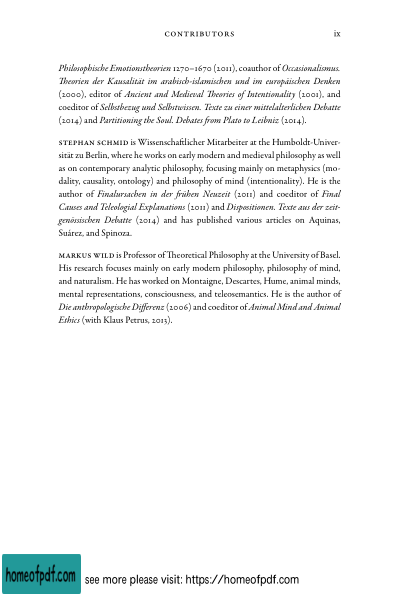 CONTRIBUTORS ix
Philosophische Emotionstheorien 1270–1670 (2011), coauthor of Occasionalismus.
Theorien der Kausalität im arabisch-islamischen und im europäischen Denken
(2000), editor of Ancient and Medieval Theories of Intentionality (2001), and
coeditor of Selbstbezug und Selbstwissen. Texte zu einer mittelalterlichen Debatte
(2014) and Partitioning the Soul. Debates from Plato to Leibniz (2014).
STEPHAN SCHMID is Wissenschaftlicher Mitarbeiter at the Humboldt-Univer-
sität zu Berlin, where he works on early modern and medieval philosophy as well
as on contemporary analytic philosophy, focusing mainly on metaphysics (mo-
dality, causality, ontology) and philosophy of mind (intentionality). He is the
author of Finalursachen in der frühen Neuzeit (2011) and coeditor of Final
Causes and Teleologial Explanations (2011) and Dispositionen. Texte aus der zeit-
genössischen Debatte (2014) and has published various articles on Aquinas,
Suárez, and Spinoza.
MARKUS WILD is Professor of Theoretical Philosophy at the University of Basel.
His research focuses mainly on early modern philosophy, philosophy of mind,
and naturalism. He has worked on Montaigne, Descartes, Hume, animal minds,
mental representations, consciousness, and teleosemantics. He is the author of
Die anthropologische Differenz (2006) and coeditor of Animal Mind and Animal
Ethics (with Klaus Petrus, 2013).
homeofpdf.com see more please visit: https://homeofpdf.com